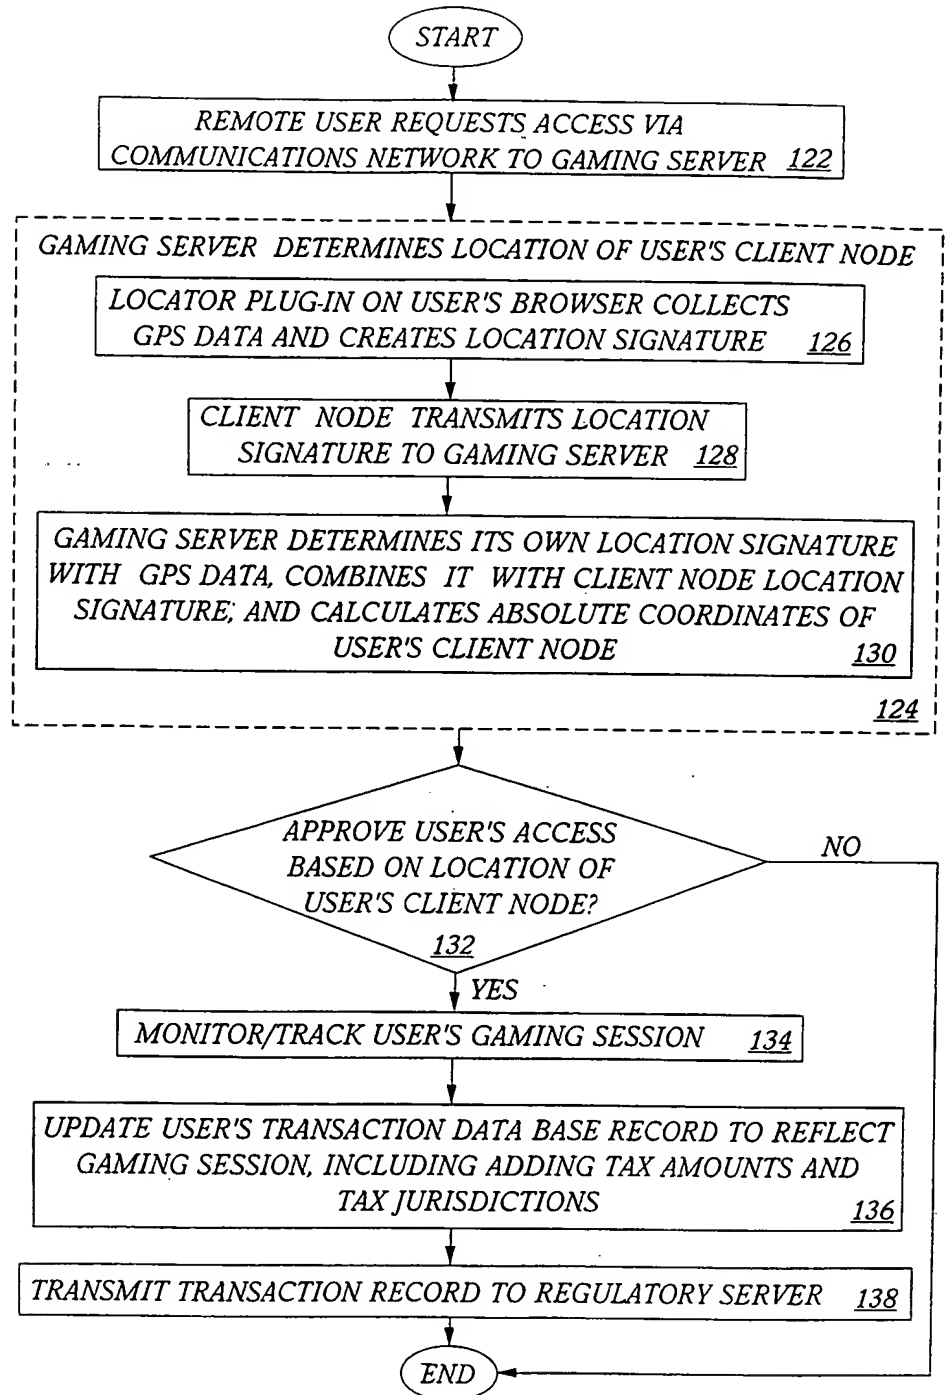 START
REMOTE USER REQUESTS ACCESS VIA
COMMUNICATIONS NETWORK TO GAMING SERVER 122
GAMING SERVER DETERMINES LOCATION OF USER'S CLIENT NODE
LOCATOR PLUG-IN ON USER'S BROWSER COLLECTS
GPS DATA AND CREATES LOCATION SIGNATURE 126
CLIENT NODE TRANSMITS LOCATION
SIGNATURE TO GAMING SERVER 128
GAMING SERVER DETERMINES ITS OWN LOCATION SIGNATURE
WITH GPS DATA, COMBINES IT WITH CLIENT NODE LOCATION
SIGNATURE; AND CALCULATES ABSOLUTE COORDINATES OF
USER'S CLIENT NODE 130
124
APPROVE USER'S ACCESS
BASED ON LOCATION OF
USER'S CLIENT NODE?
132
NO
YES
MONITOR/TRACK USER'S GAMING SESSION 134
UPDATE USER'S TRANSACTION DATA BASE RECORD TO REFLECT
GAMING SESSION, INCLUDING ADDING TAX AMOUNTS AND
TAX JURISDICTIONS 136
TRANSMIT TRANSACTION RECORD TO REGULATORY SERVER 138
END